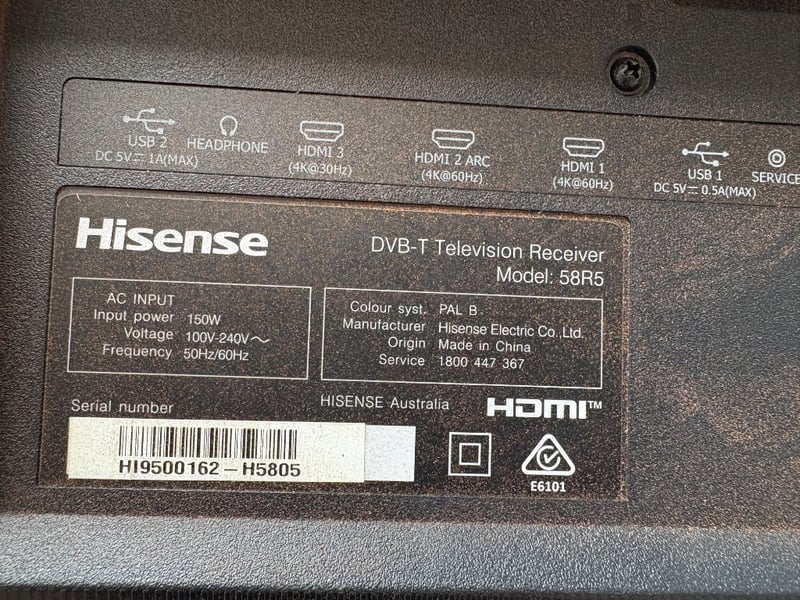 USB 2
DC 5V⎓1A(MAX)
HEADPHONE
HDMI 3
(4K@30Hz)
HDMI 2 ARC
(4K@60Hz)
HDMI 1
(4K@60Hz)
USB 1
DC 5V⎓0.5A(MAX)
SERVICE
Hisense
DVB-T Television Receiver
Model: 58R5
AC INPUT
Input power 150W
Voltage 100V-240V～
Frequency 50Hz/60Hz
Colour syst. PAL B
Manufacturer Hisense Electric Co.,Ltd.
Origin Made in China
Service 1800 447 367
Serial number
HISENSE Australia
HDMI™
HI9500162-H5805
E6101